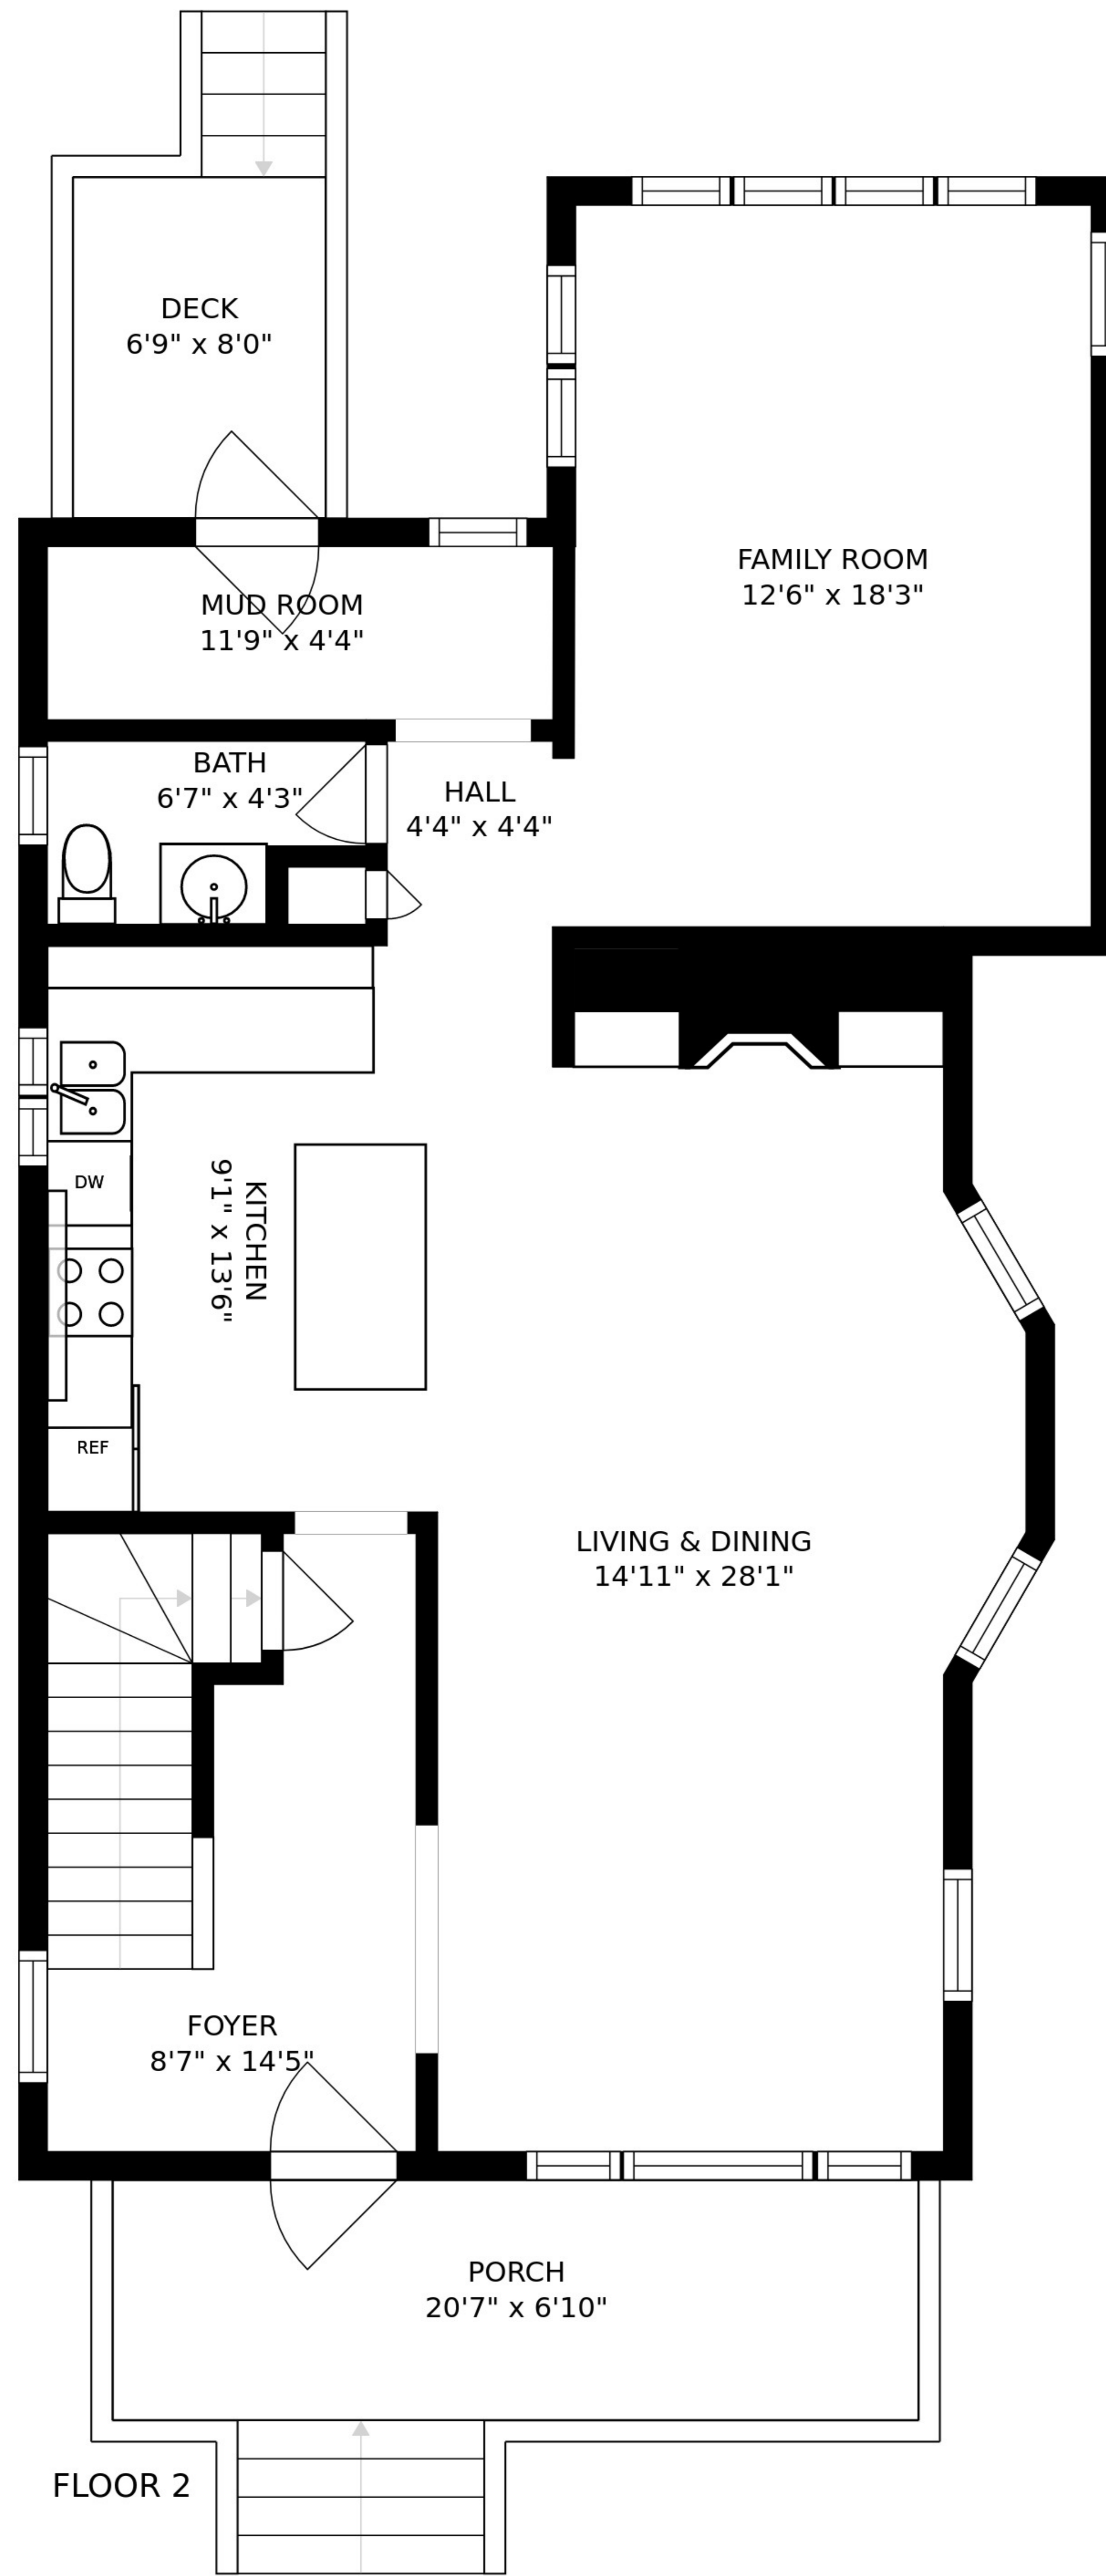 DECK
6'9" x 8'0"
FAMILY ROOM
12'6" x 18'3"
MUD ROOM
11'9" x 4'4"
BATH
6'7" x 4'3"
HALL
4'4" x 4'4"
DW
KITCHEN
9'1" x 13'6"
REF
LIVING & DINING
14'11" x 28'1"
FOYER
8'7" x 14'5"
PORCH
20'7" x 6'10"
FLOOR 2